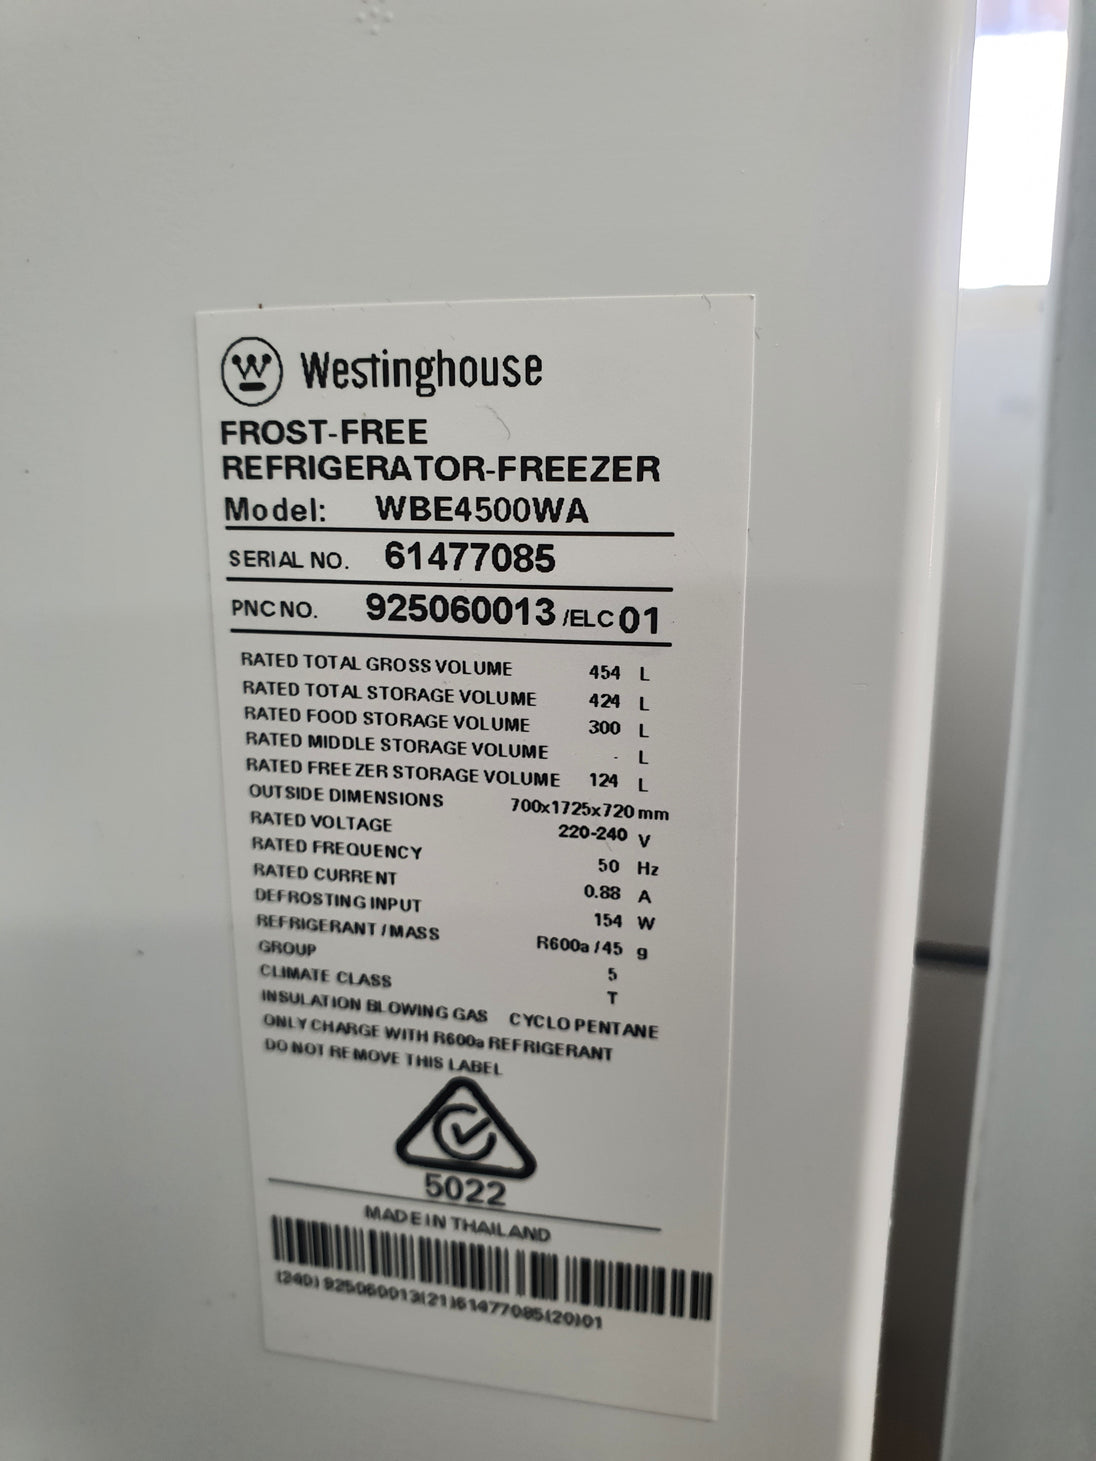 Westinghouse
FROST-FREE
REFRIGERATOR-FREEZER
Model: WBE4500WA
SERIAL NO. 61477085
PNC NO. 925060013 /ELC 01
RATED TOTAL GROSS VOLUME 454 L
RATED TOTAL STORAGE VOLUME 424 L
RATED FOOD STORAGE VOLUME 300 L
RATED MIDDLE STORAGE VOLUME - L
RATED FREEZER STORAGE VOLUME 124 L
OUTSIDE DIMENSIONS 700x1725x720 mm
RATED VOLTAGE 220-240 V
RATED FREQUENCY 50 Hz
RATED CURRENT 0.88 A
DEFROSTING INPUT 154 W
REFRIGERANT / MASS R600a / 45 g
GROUP 5
CLIMATE CLASS T
INSULATION BLOWING GAS CYCLO PENTANE
ONLY CHARGE WITH R600a REFRIGERANT
DO NOT REMOVE THIS LABEL
5022
MADE IN THAILAND
(240) 925060013(21)61477085(20)01